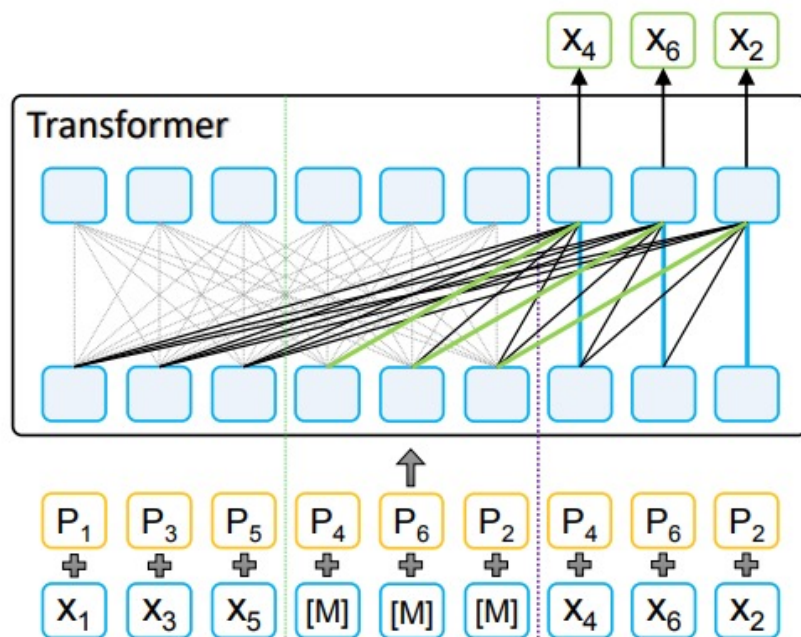 x₄ x₆ x₂
Transformer
P₁ P₃ P₅ P₄ P₆ P₂ P₄ P₆ P₂
+ + + + + + + + +
x₁ x₃ x₅ [M] [M] [M] x₄ x₆ x₂